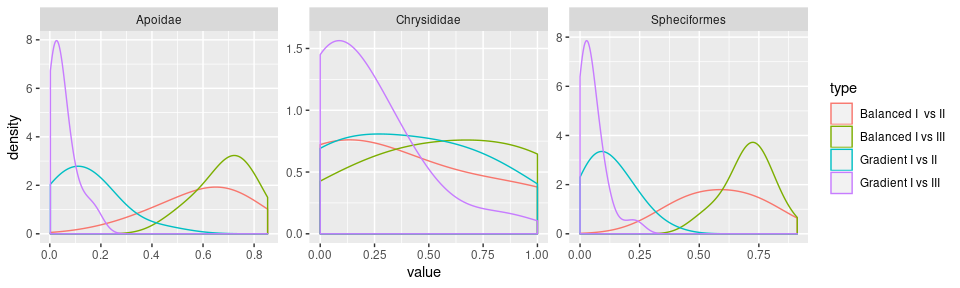 Apoidae
Chrysididae
Spheciformes
density
8
6
4
2
0
0.0
0.2
0.4
0.6
0.8
1.5
1.0
0.5
0.0
0.00
0.25
0.50
0.75
1.00
8
6
4
2
0
0.00
0.25
0.50
0.75
value
type
Balanced I vs II
Balanced I vs III
Gradient I vs II
Gradient I vs III